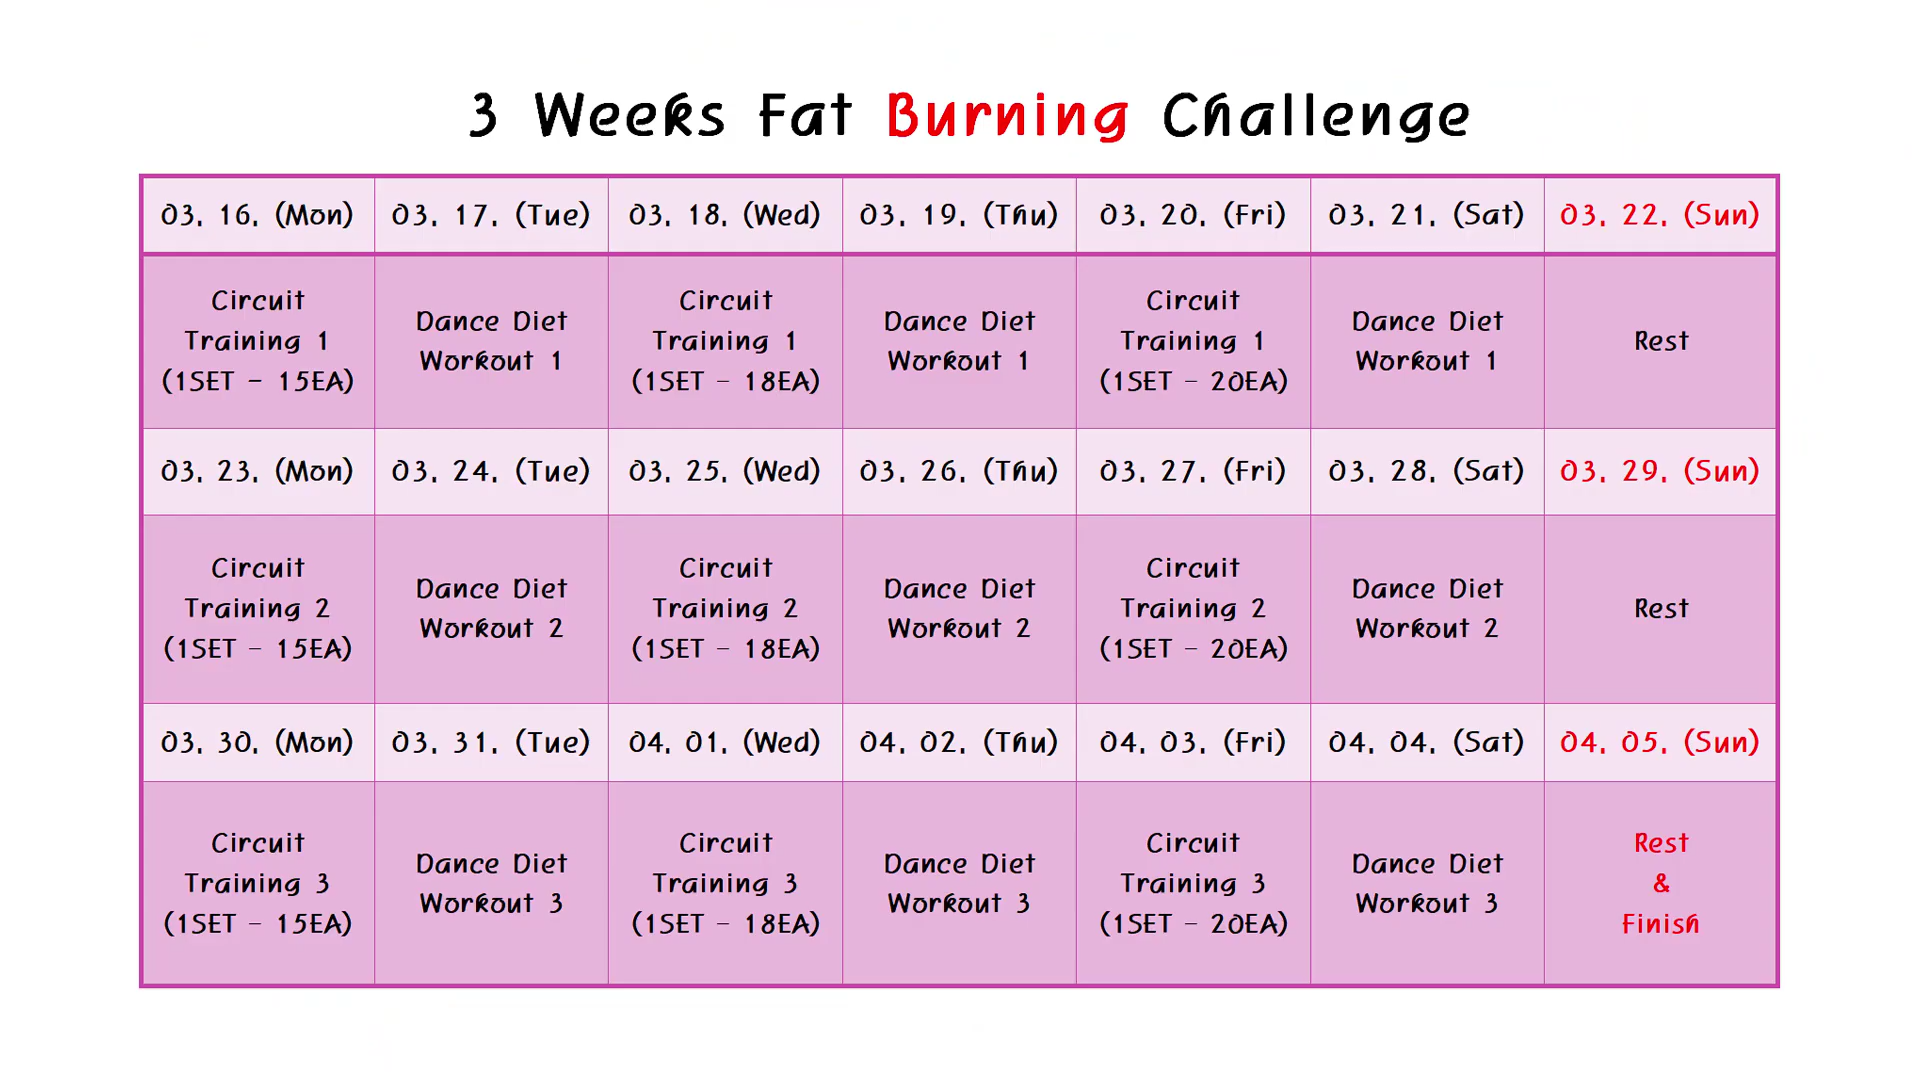 3 Weeks Fat Burning Challenge
03. 16. (Mon) 03. 17. (Tue) 03. 18. (Wed) 03. 19. (Thu) 03. 20. (Fri) 03. 21. (Sat) 03. 22. (Sun)
Circuit
Training 1
(1SET - 15EA)
Dance Diet
Workout 1
Circuit
Training 1
(1SET - 18EA)
Dance Diet
Workout 1
Circuit
Training 1
(1SET - 20EA)
Dance Diet
Workout 1
Rest
03. 23. (Mon) 03. 24. (Tue) 03. 25. (Wed) 03. 26. (Thu) 03. 27. (Fri) 03. 28. (Sat) 03. 29. (Sun)
Circuit
Training 2
(1SET - 15EA)
Dance Diet
Workout 2
Circuit
Training 2
(1SET - 18EA)
Dance Diet
Workout 2
Circuit
Training 2
(1SET - 20EA)
Dance Diet
Workout 2
Rest
03. 30. (Mon) 03. 31. (Tue) 04. 01. (Wed) 04. 02. (Thu) 04. 03. (Fri) 04. 04. (Sat) 04. 05. (Sun)
Circuit
Training 3
(1SET - 15EA)
Dance Diet
Workout 3
Circuit
Training 3
(1SET - 18EA)
Dance Diet
Workout 3
Circuit
Training 3
(1SET - 20EA)
Dance Diet
Workout 3
Rest
&
Finish